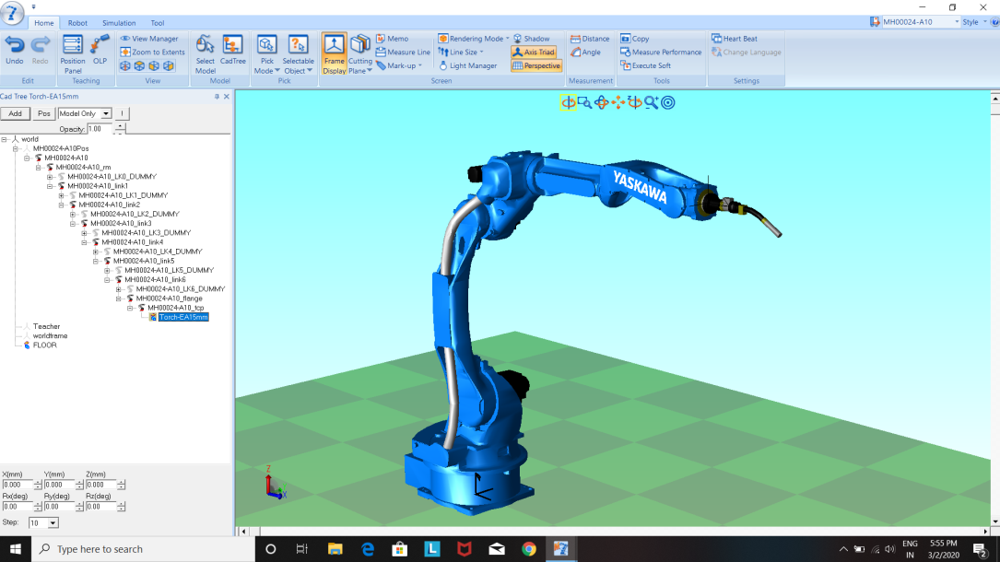 Home Robot Simulation Tool
MH00024-A10 Style
Undo Redo
Position Panel OLP
View Manager
Zoom to Extents
Select Model CadTree
Pick Mode Selectable Object
Frame Display Cutting Plane
Memo
Measure Line
Mark-up
Rendering Mode
Line Size
Light Manager
Shadow
Axis Triad
Perspective
Distance
Angle
Copy
Measure Performance
Execute Soft
Heart Beat
Change Language
Edit Teaching View Model Pick Screen Measurement Tools Settings
Cad Tree Torch-EA15mm
Add Pos Model Only !
Opacity: 1.00
world
MH00024-A10Pos
MH00024-A10
MH00024-A10_rm
MH00024-A10_LK0_DUMMY
MH00024-A10_link1
MH00024-A10_LK1_DUMMY
MH00024-A10_link2
MH00024-A10_LK2_DUMMY
MH00024-A10_link3
MH00024-A10_LK3_DUMMY
MH00024-A10_link4
MH00024-A10_LK4_DUMMY
MH00024-A10_link5
MH00024-A10_LK5_DUMMY
MH00024-A10_link6
MH00024-A10_LK6_DUMMY
MH00024-A10_flange
MH00024-A10_tcp
Torch-EA15mm
Teacher
worldframe
FLOOR
YASKAWA
X(mm) Y(mm) Z(mm)
0.000 0.000 0.000
Rx(deg) Ry(deg) Rz(deg)
0.00 0.00 0.00
Step: 10
Z
X
Type here to search
ENG
IN
5:55 PM
3/2/2020
2